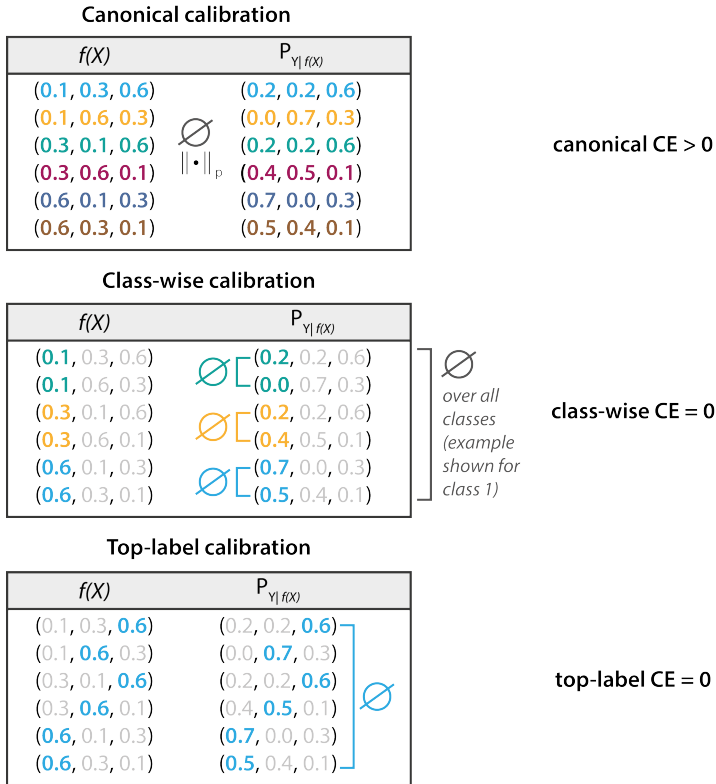 Canonical calibration
f(X) P_Y|f(X)
(0.1, 0.3, 0.6) (0.2, 0.2, 0.6)
(0.1, 0.6, 0.3) ∅ (0.0, 0.7, 0.3)
(0.3, 0.1, 0.6) (0.2, 0.2, 0.6) canonical CE > 0
(0.3, 0.6, 0.1) ||•||p (0.4, 0.5, 0.1)
(0.6, 0.1, 0.3) (0.7, 0.0, 0.3)
(0.6, 0.3, 0.1) (0.5, 0.4, 0.1)
Class-wise calibration
f(X) P_Y|f(X)
(0.1, 0.3, 0.6) ∅ (0.2, 0.2, 0.6) ∅
(0.1, 0.6, 0.3) (0.0, 0.7, 0.3) over all
(0.3, 0.1, 0.6) ∅ (0.2, 0.2, 0.6) classes class-wise CE = 0
(0.3, 0.6, 0.1) (0.4, 0.5, 0.1) (example
(0.6, 0.1, 0.3) ∅ (0.7, 0.0, 0.3) shown for
(0.6, 0.3, 0.1) (0.5, 0.4, 0.1) class 1)
Top-label calibration
f(X) P_Y|f(X)
(0.1, 0.3, 0.6) (0.2, 0.2, 0.6)
(0.1, 0.6, 0.3) (0.0, 0.7, 0.3)
(0.3, 0.1, 0.6) (0.2, 0.2, 0.6) top-label CE = 0
(0.3, 0.6, 0.1) (0.4, 0.5, 0.1) ∅
(0.6, 0.1, 0.3) (0.7, 0.0, 0.3)
(0.6, 0.3, 0.1) (0.5, 0.4, 0.1)